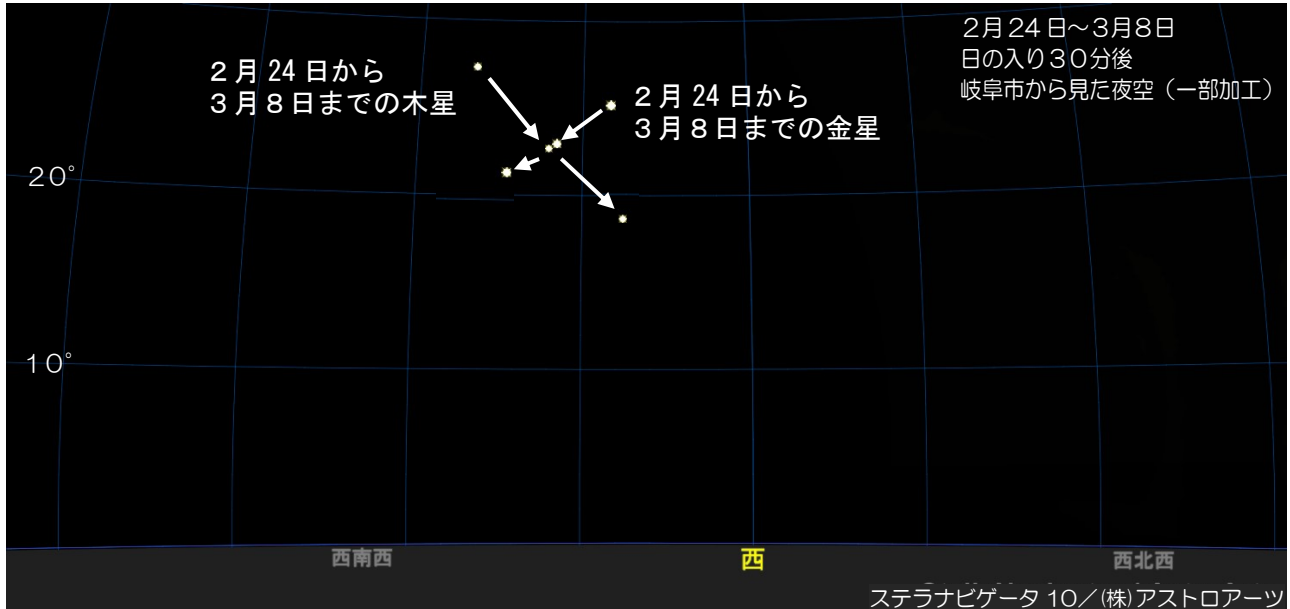 ２月24日～３月８日
日の入り３０分後
岐阜市から見た夜空（一部加工）
２月24日から
３月８日までの木星
２月24日から
３月８日までの金星
２０°
１０°
西南西
西
西北西
ステラナビゲータ 10／(株)アストロアーツ